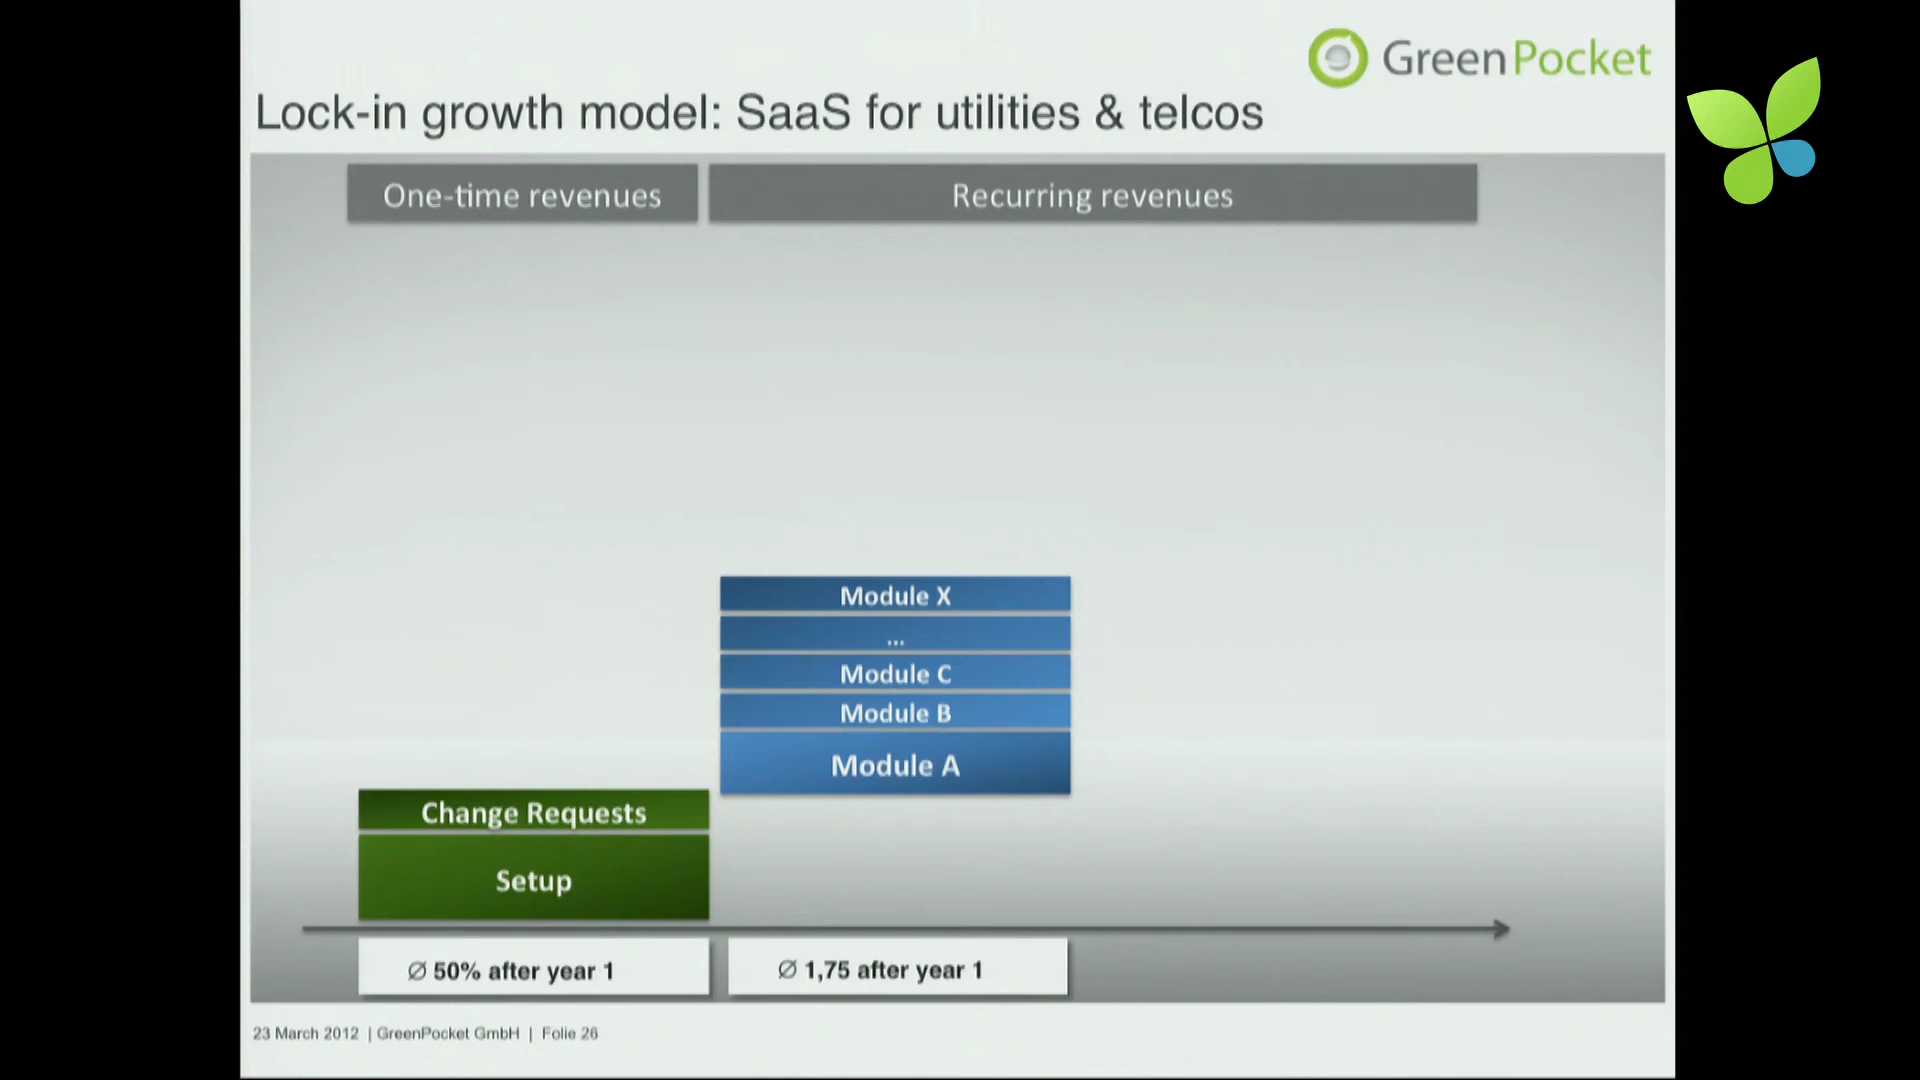 GreenPocket
Lock-in growth model: SaaS for utilities & telcos
One-time revenues
Recurring revenues
Module X
...
Module C
Module B
Module A
Change Requests
Setup
Ø 50% after year 1
Ø 1,75 after year 1
23 March 2012 | GreenPocket GmbH | Folie 26